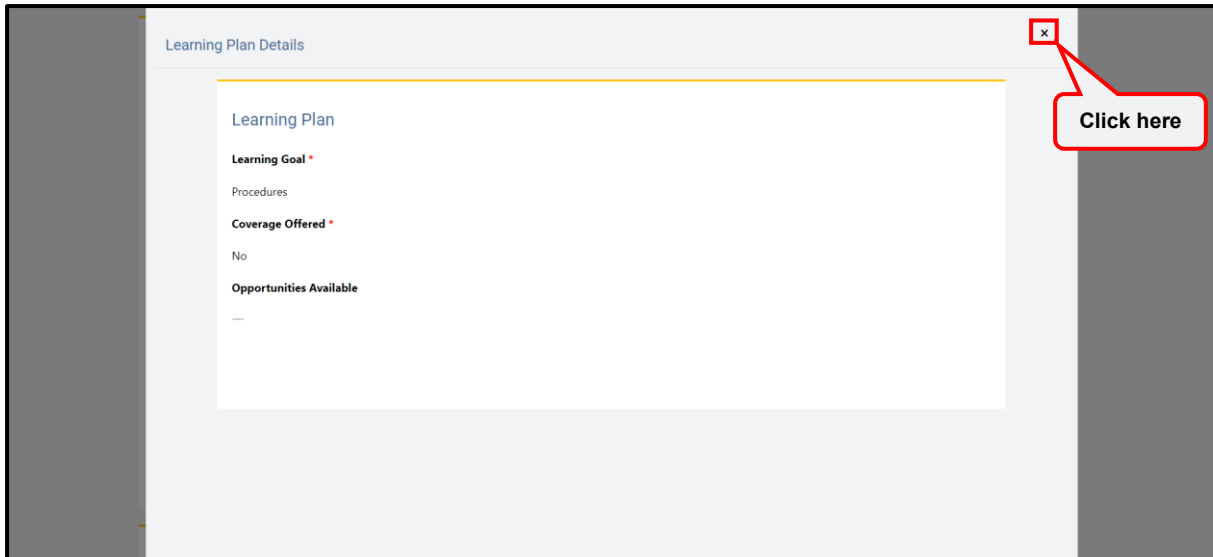 Learning Plan Details
×
Click here
Learning Plan
Learning Goal *
Procedures
Coverage Offered *
No
Opportunities Available
—